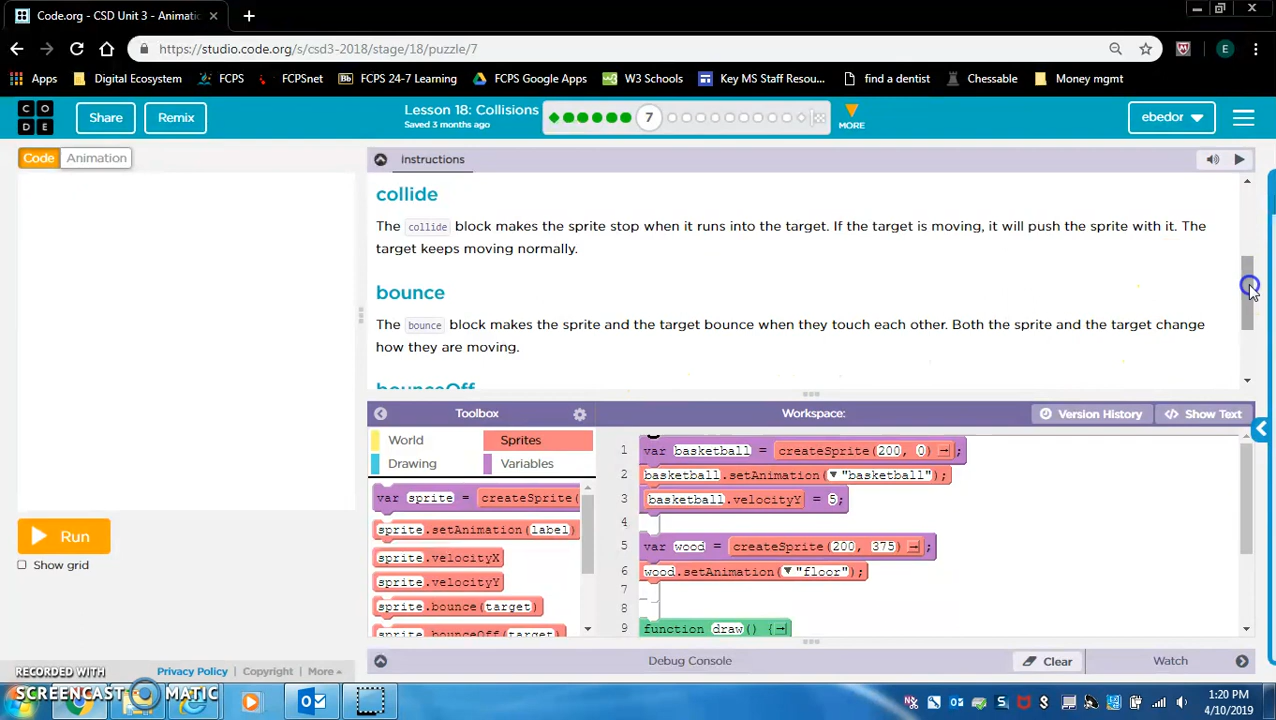 Code.org - CSD Unit 3 - Animatio
https://studio.code.org/s/csd3-2018/stage/18/puzzle/7
E
Apps
Digital Ecosystem
FCPS
FCPSnet
Bb FCPS 24-7 Learning
FCPS Google Apps
W3 Schools
Key MS Staff Resou...
find a dentist
Chessable
Money mgmt
C O
D E
Share
Remix
Lesson 18: Collisions
Saved 3 months ago
7
MORE
ebedor
Code
Animation
Instructions
collide
The collide block makes the sprite stop when it runs into the target. If the target is moving, it will push the sprite with it. The
target keeps moving normally.
bounce
The bounce block makes the sprite and the target bounce when they touch each other. Both the sprite and the target change
how they are moving.
bounceOff
Toolbox
Workspace:
Version History
Show Text
World
Sprites
Drawing
Variables
var sprite = createSprite(
sprite.setAnimation(label)
sprite.velocityX
sprite.velocityY
sprite.bounce(target)
sprite.bounceOff(target)
1 var basketball = createSprite(200, 0);
2 basketball.setAnimation("basketball");
3 basketball.velocityY = 5;
4
5 var wood = createSprite(200, 375);
6 wood.setAnimation("floor");
7
8
9 function draw() {
Run
Show grid
Debug Console
Clear
Watch
Privacy Policy
Copyright
More
RECORDED WITH
SCREENCAST MATIC
1:20 PM
4/10/2019